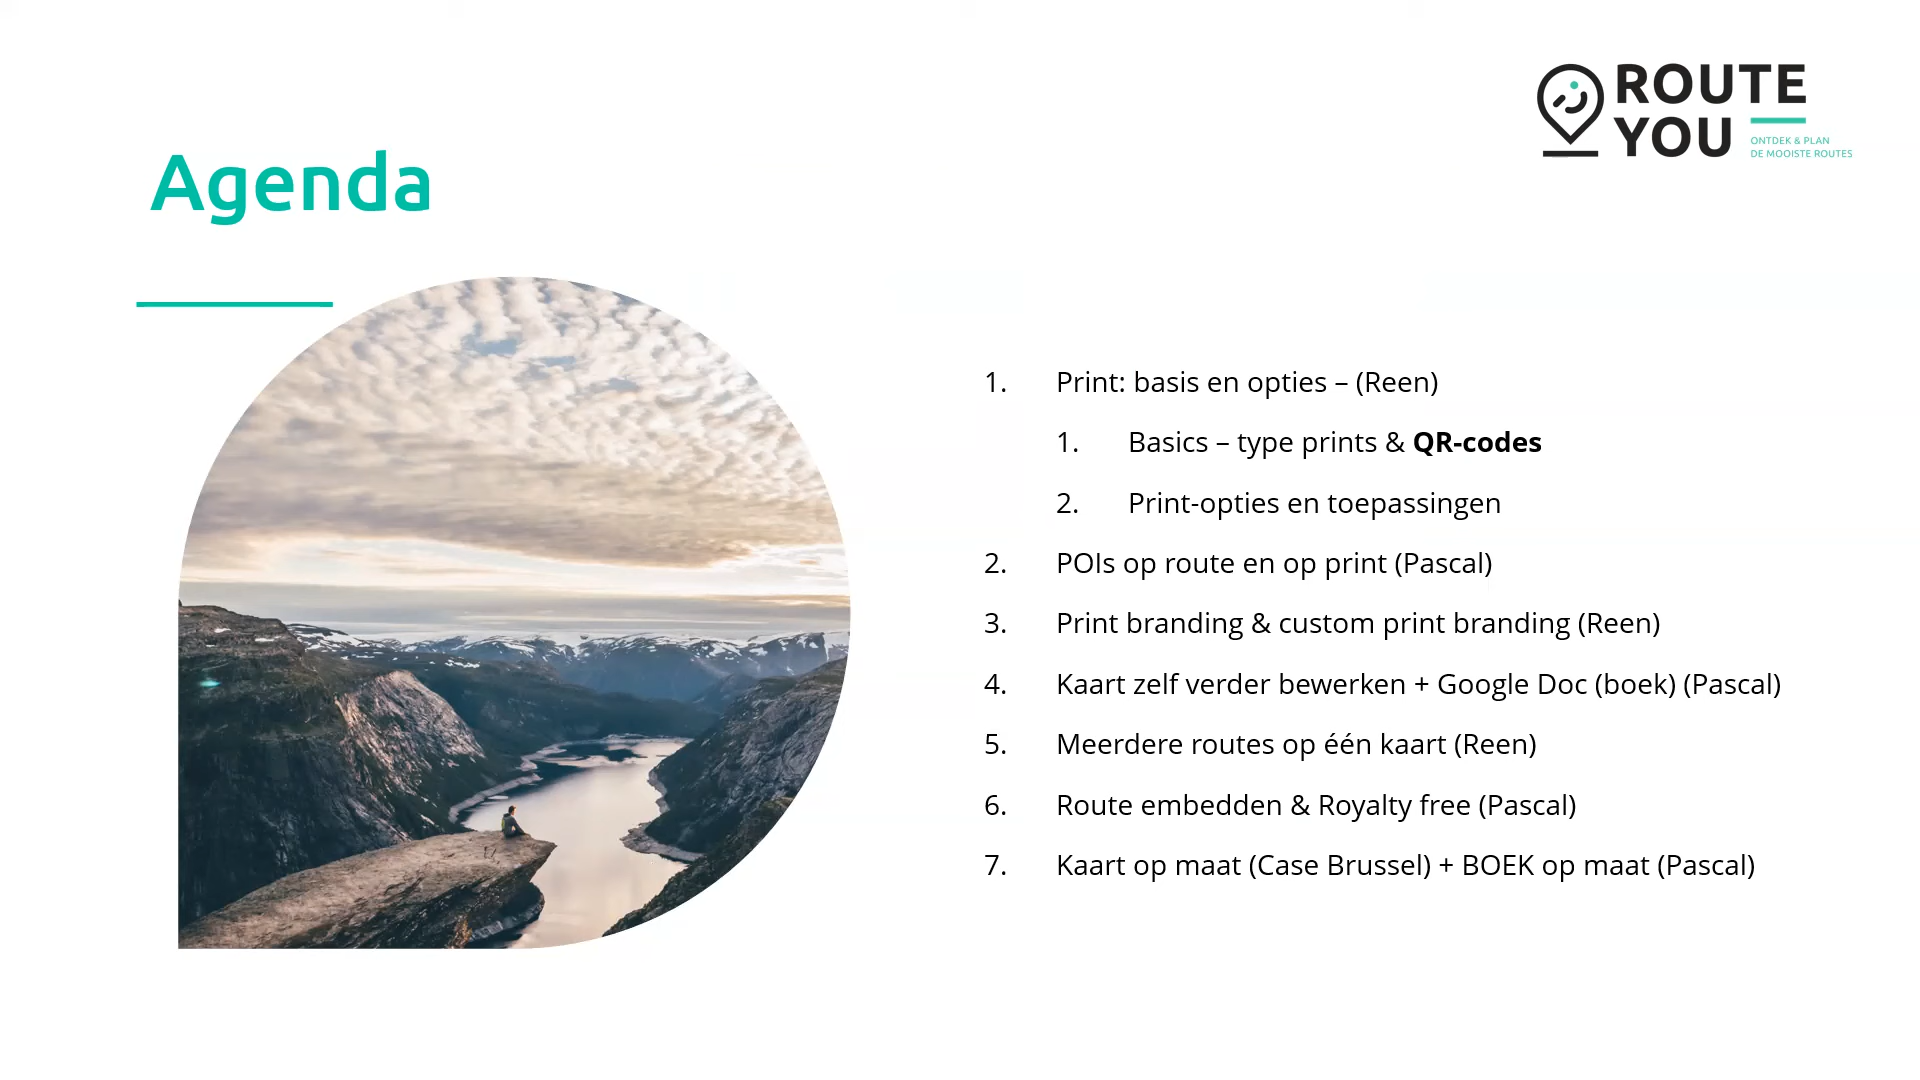 ROUTE
YOU
ONTDEK & PLAN
DE MOOISTE ROUTES
Agenda
1. Print: basis en opties – (Reen)
1. Basics – type prints & QR-codes
2. Print-opties en toepassingen
2. POIs op route en op print (Pascal)
3. Print branding & custom print branding (Reen)
4. Kaart zelf verder bewerken + Google Doc (boek) (Pascal)
5. Meerdere routes op één kaart (Reen)
6. Route embedden & Royalty free (Pascal)
7. Kaart op maat (Case Brussel) + BOEK op maat (Pascal)